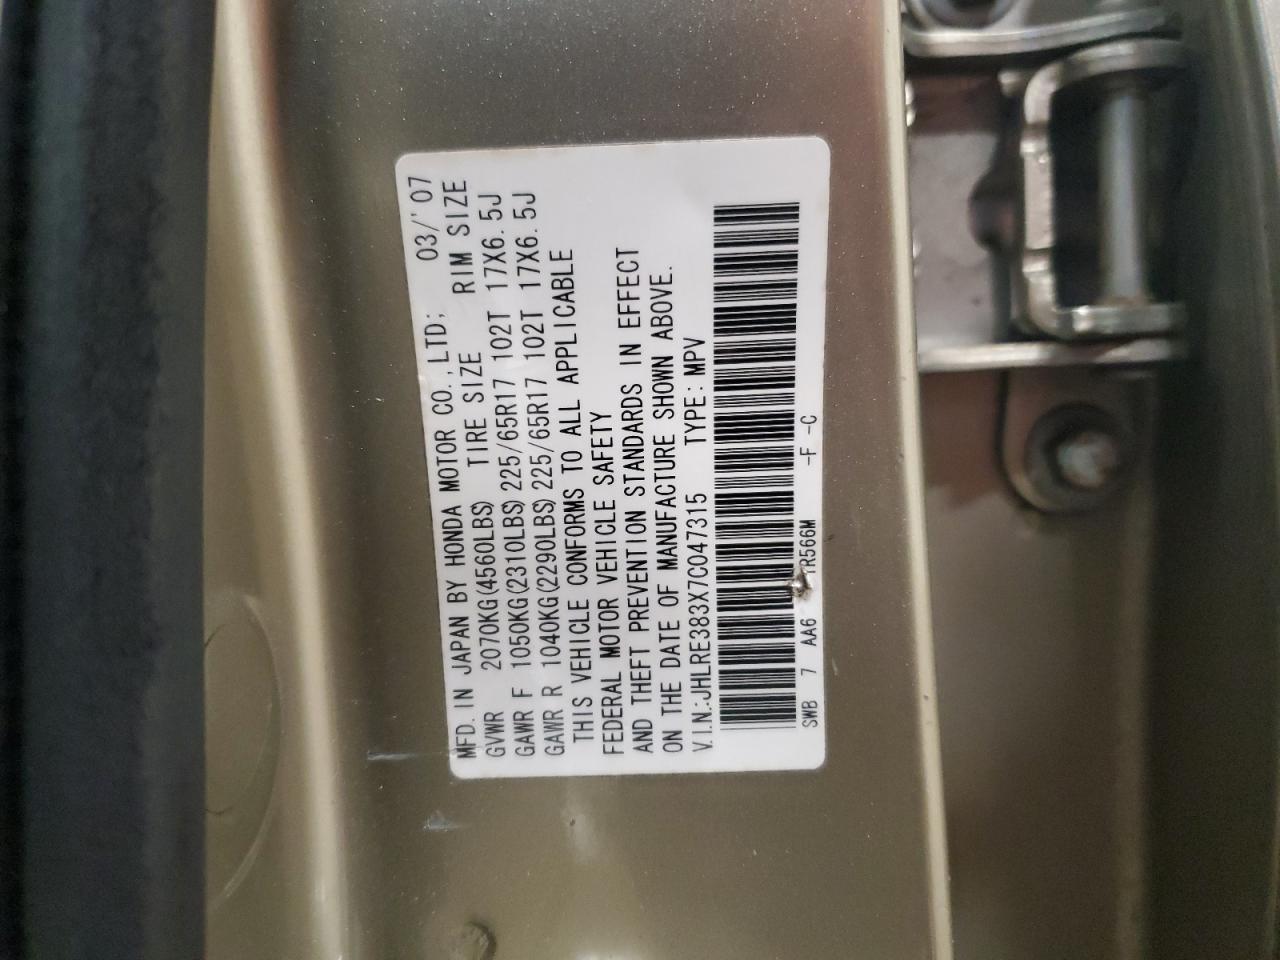 MFD. IN JAPAN BY HONDA MOTOR CO., LTD; 03/'07
GVWR 2070KG(4560LBS) TIRE SIZE RIM SIZE
GAWR F 1050KG(2310LBS) 225/65R17 102T 17X6.5J
GAWR R 1040KG(2290LBS) 225/65R17 102T 17X6.5J
THIS VEHICLE CONFORMS TO ALL APPLICABLE
FEDERAL MOTOR VEHICLE SAFETY
AND THEFT PREVENTION STANDARDS IN EFFECT
ON THE DATE OF MANUFACTURE SHOWN ABOVE.
V.I.N.:JHLRE383X7C047315 TYPE: MPV
SWB 7 AA6 TR566M -F -C